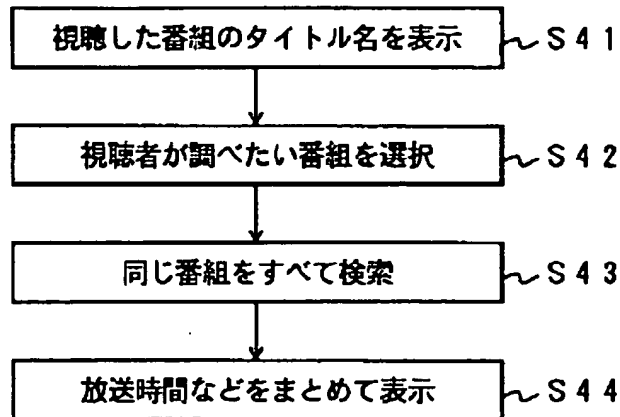 視聴した番組のタイトル名を表示 S41
視聴者が調べたい番組を選択 S42
同じ番組をすべて検索 S43
放送時間などをまとめて表示 S44